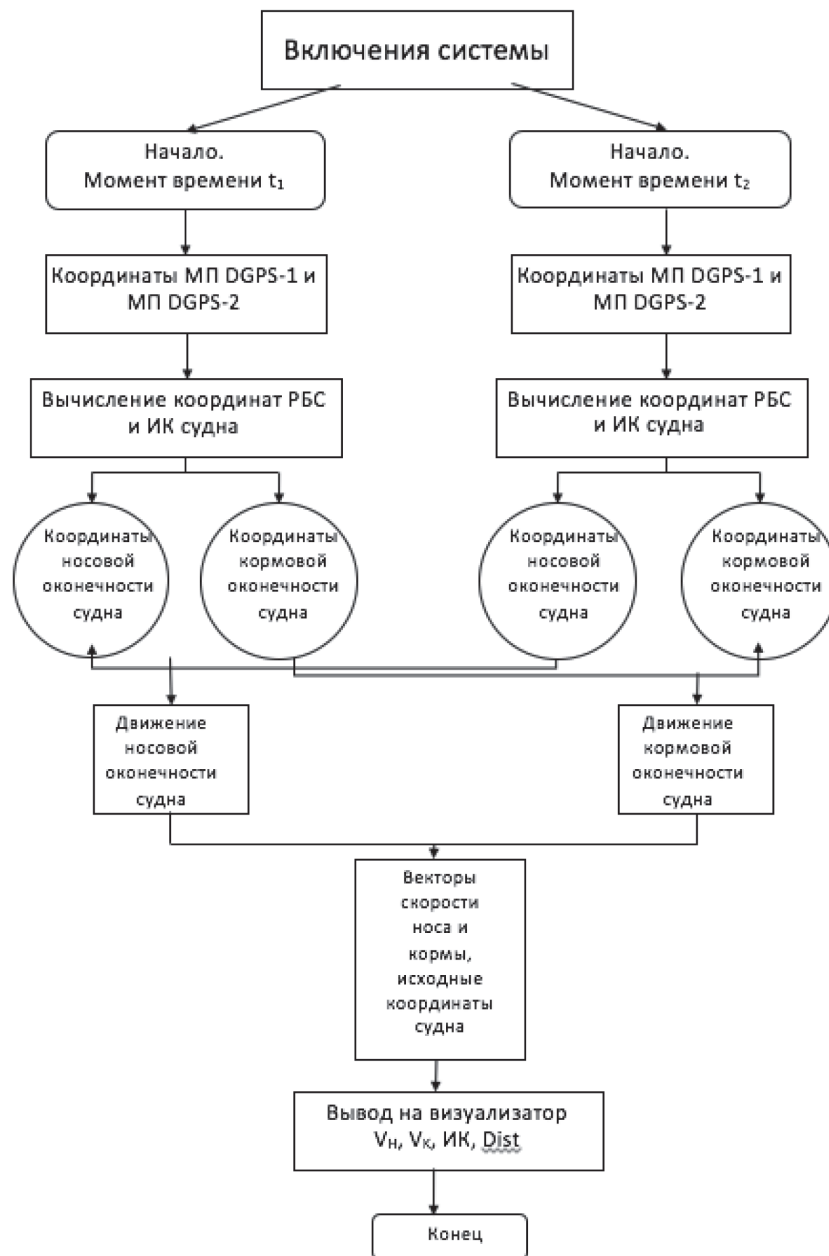 Включения системы
Начало.
Момент времени t₁
Начало.
Момент времени t₂
Координаты МП DGPS-1 и
МП DGPS-2
Координаты МП DGPS-1 и
МП DGPS-2
Вычисление координат РБС
и ИК судна
Вычисление координат РБС
и ИК судна
Координаты
носовой
оконечности
судна
Координаты
кормовой
оконечности
судна
Координаты
носовой
оконечности
судна
Координаты
кормовой
оконечности
судна
Движение
носовой
оконечности
судна
Движение
кормовой
оконечности
судна
Векторы
скорости
носа и
кормы,
исходные
координаты
судна
Вывод на визуализатор
Vн, Vк, ИК, Dist
Конец